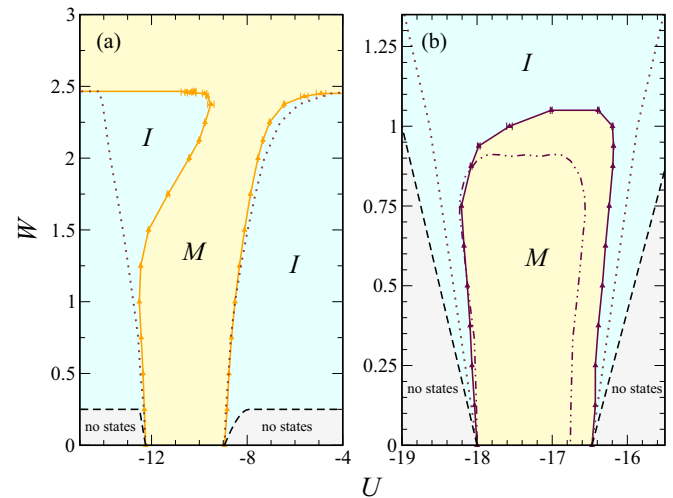 (a)
I
M
I
no states
no states
W
3
2.5
2
1.5
1
0.5
0
-12
-8
-4
(b)
I
M
no states
no states
1.25
1
0.75
0.5
0.25
0
-19
-18
-17
-16
U